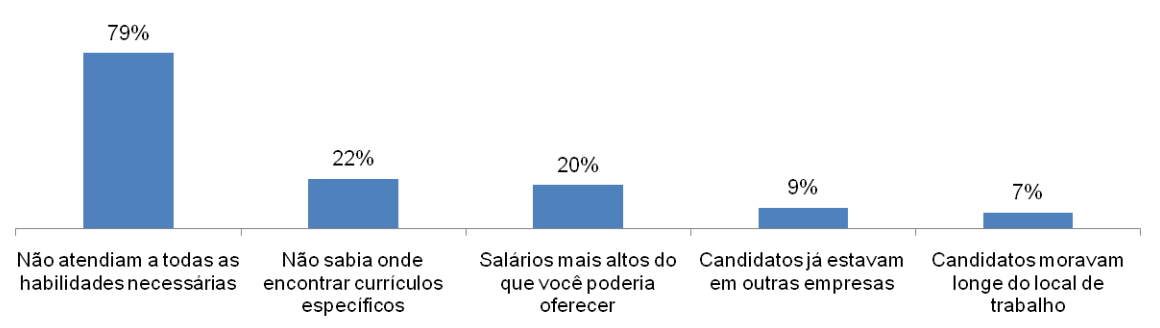 79%
22%
20%
9%
7%
Não atendiam a todas as
habilidades necessárias
Não sabia onde
encontrar currículos
específicos
Salários mais altos do
que você poderia
oferecer
Candidatos já estavam
em outras empresas
Candidatos moravam
longe do local de
trabalho